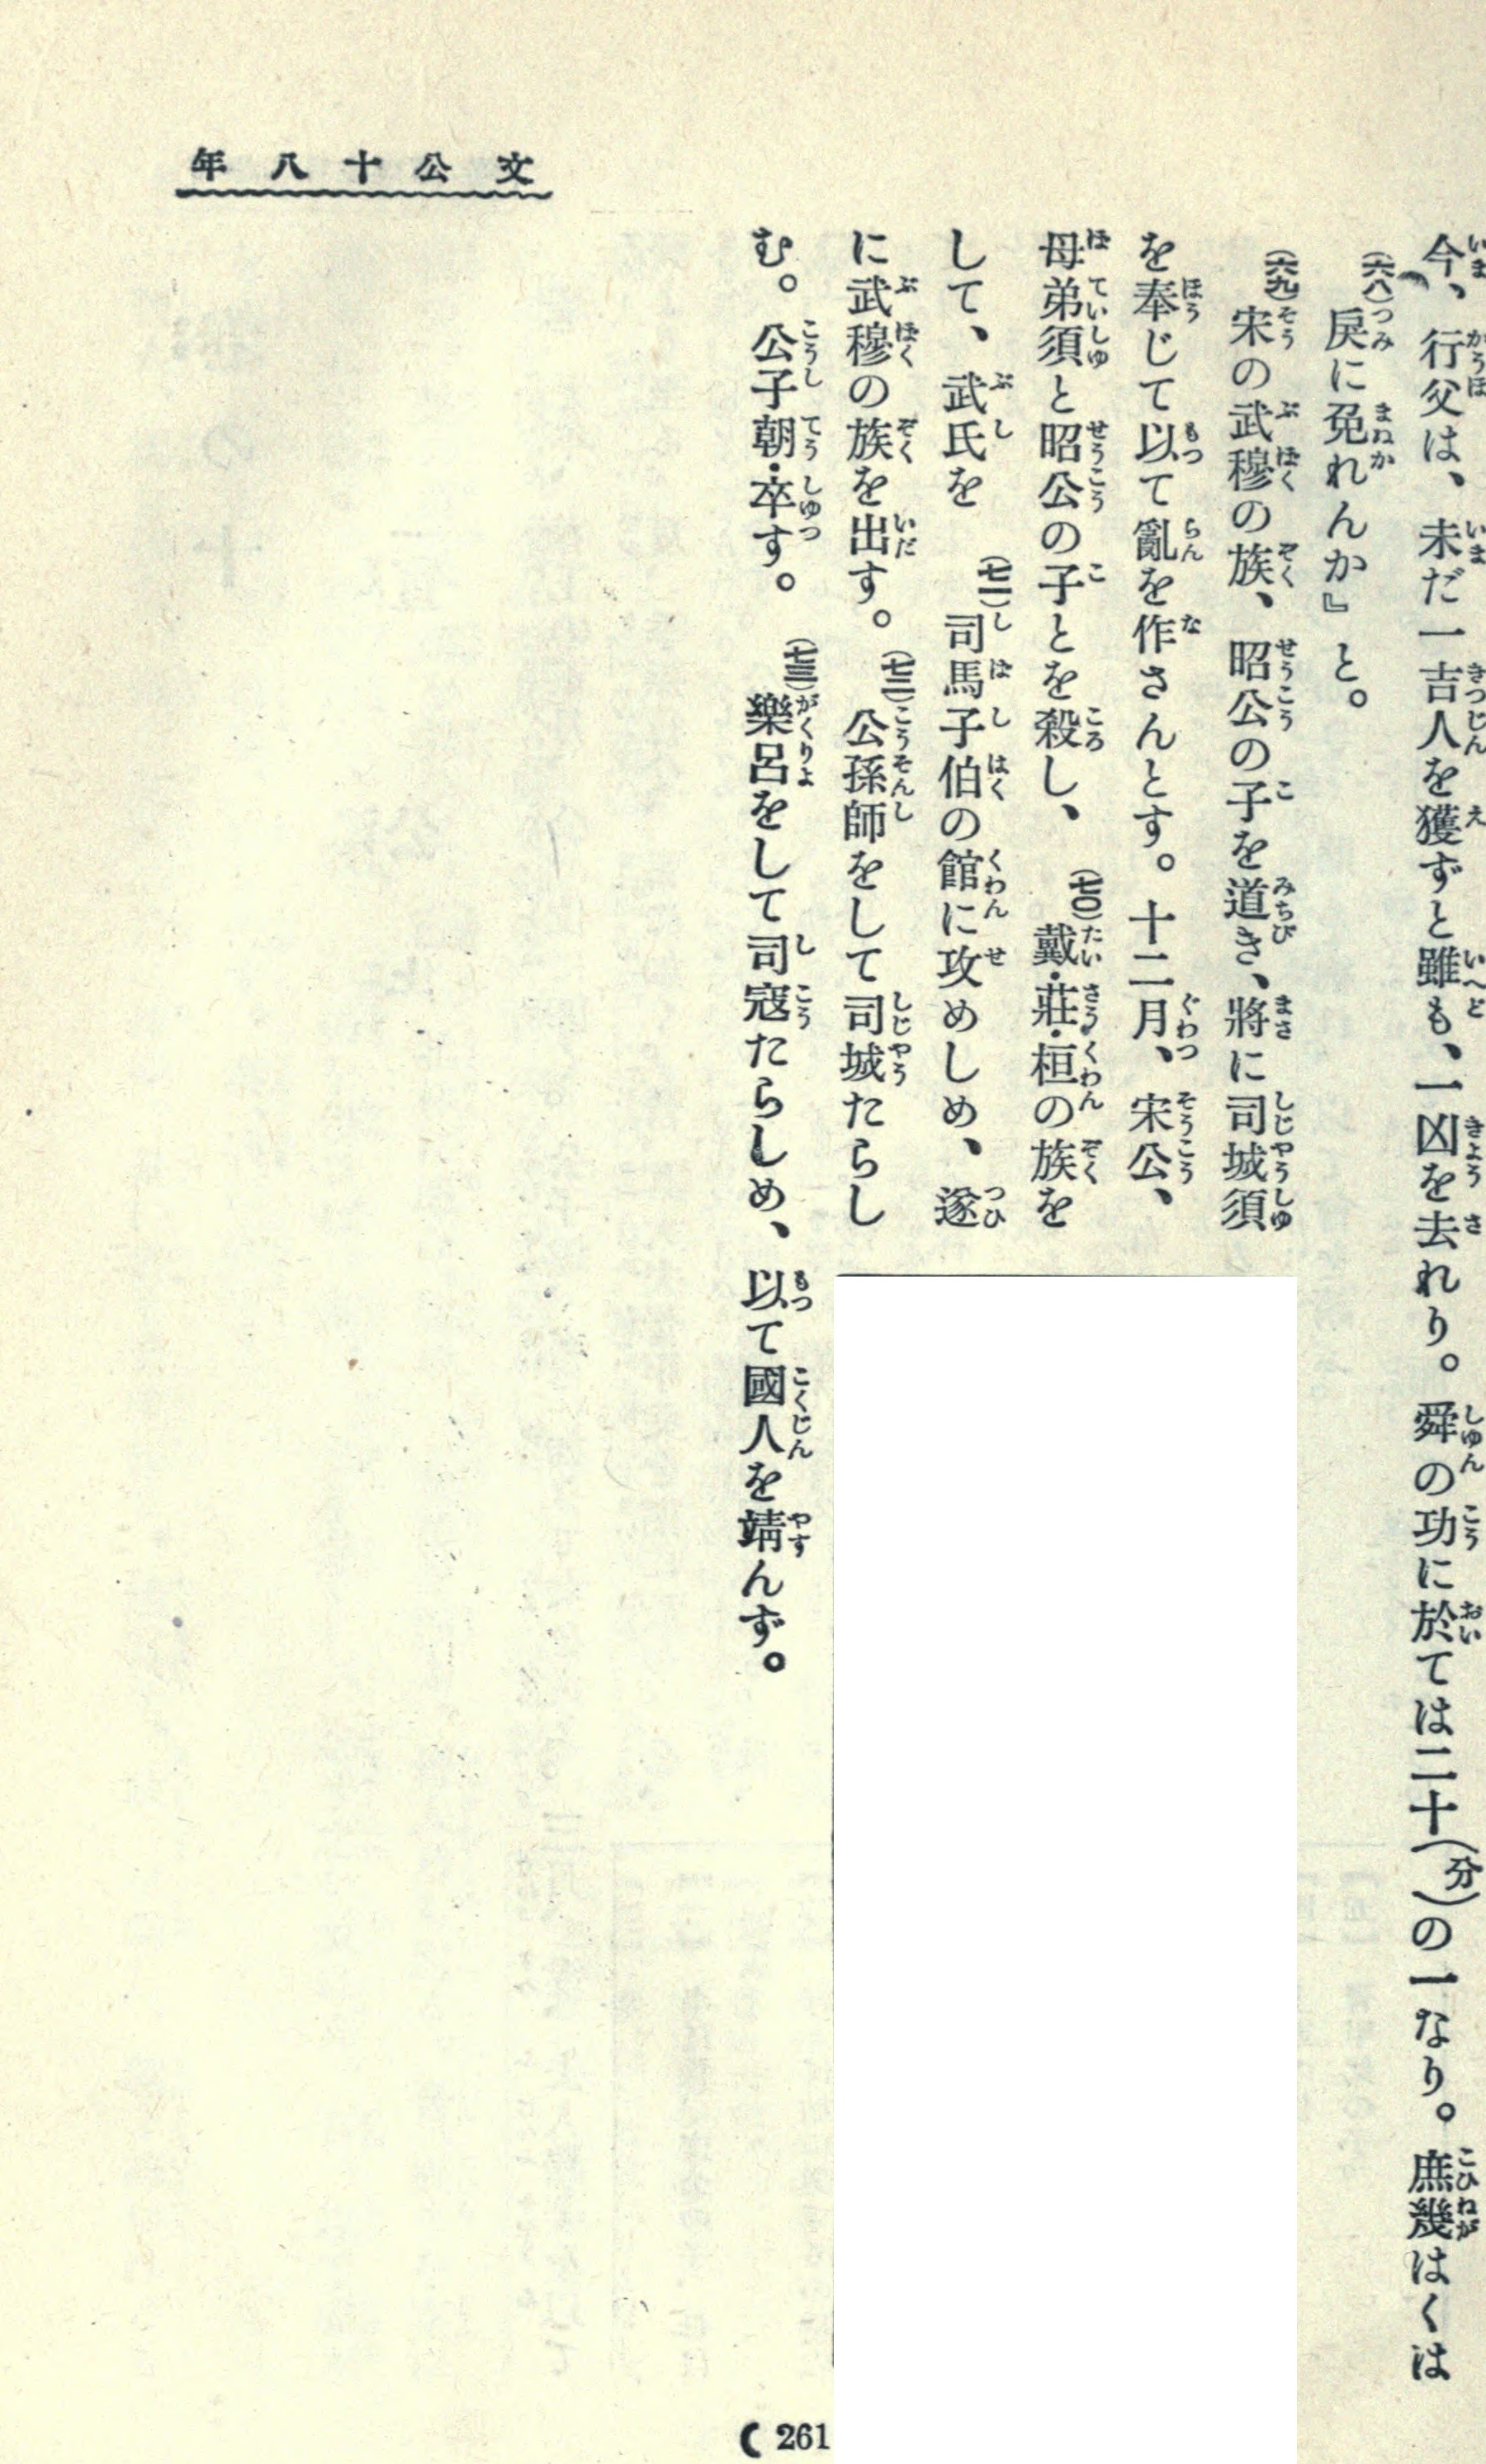 文公十八年
今、行父は、未だ一吉人を獲ずと雖も、一凶を去れり。舜の功に於ては二十(分)の一なり。庶幾はくは
(六八)戻に免れんか』と。
(六九)宋の武穆の族、昭公の子を道き、將に司城須
を奉じて以て亂を作さんとす。十二月、宋公、
母弟須と昭公の子とを殺し、(七〇)戴・莊・桓の族を
して、武氏を(七一)司馬子伯の館に攻めしめ、遂
に武穆の族を出す。(七二)公孫師をして司城たらし
む。公子朝・卒す。(七三)樂呂をして司寇たらしめ、以て國人を靖んず。
(261